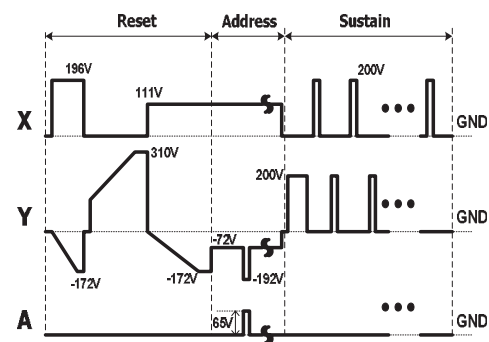 Reset Address Sustain
196V 111V 200V
X GND
310V
200V
Y GND
-72V
-172V -172V -192V
65V
A GND